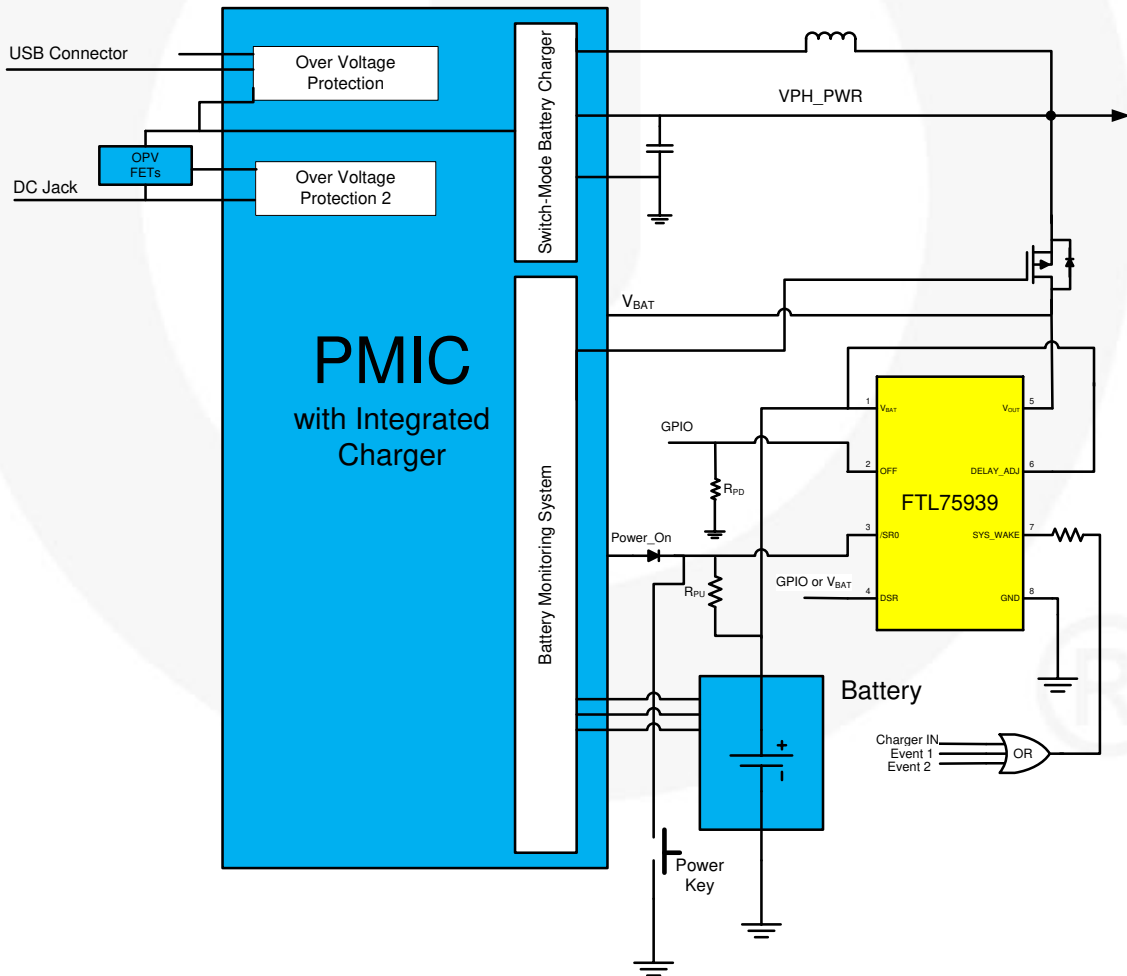 USB Connector
Over Voltage
Protection
Switch-Mode Battery Charger
VPH_PWR
OPV
FETs
DC Jack
Over Voltage
Protection 2
VBAT
PMIC
with Integrated
Charger
Battery Monitoring System
GPIO
RPD
Power_On
RPU
GPIO or VBAT
1 VBAT
VOUT 5
2 OFF
DELAY_ADJ 6
FTL75939
3 /SR0
SYS_WAKE 7
4 DSR
GND 8
Battery
+
-
Charger IN
Event 1
Event 2
OR
Power
Key
R